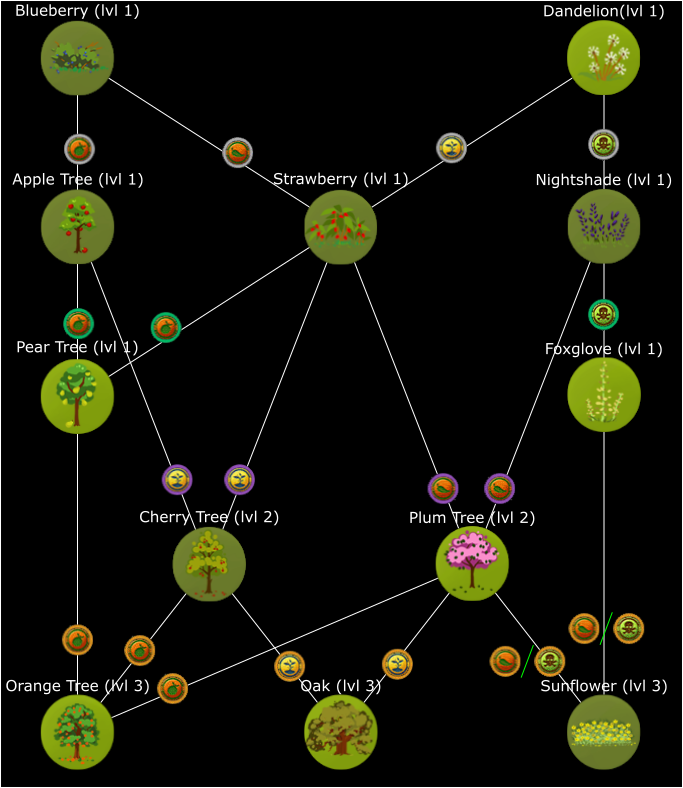 Blueberry (lvl 1)
Dandelion(lvl 1)
Apple Tree (lvl 1)
Strawberry (lvl 1)
Nightshade (lvl 1)
Pear Tree (lvl 1)
Foxglove (lvl 1)
Cherry Tree (lvl 2)
Plum Tree (lvl 2)
Orange Tree (lvl 3)
Oak (lvl 3)
Sunflower (lvl 3)